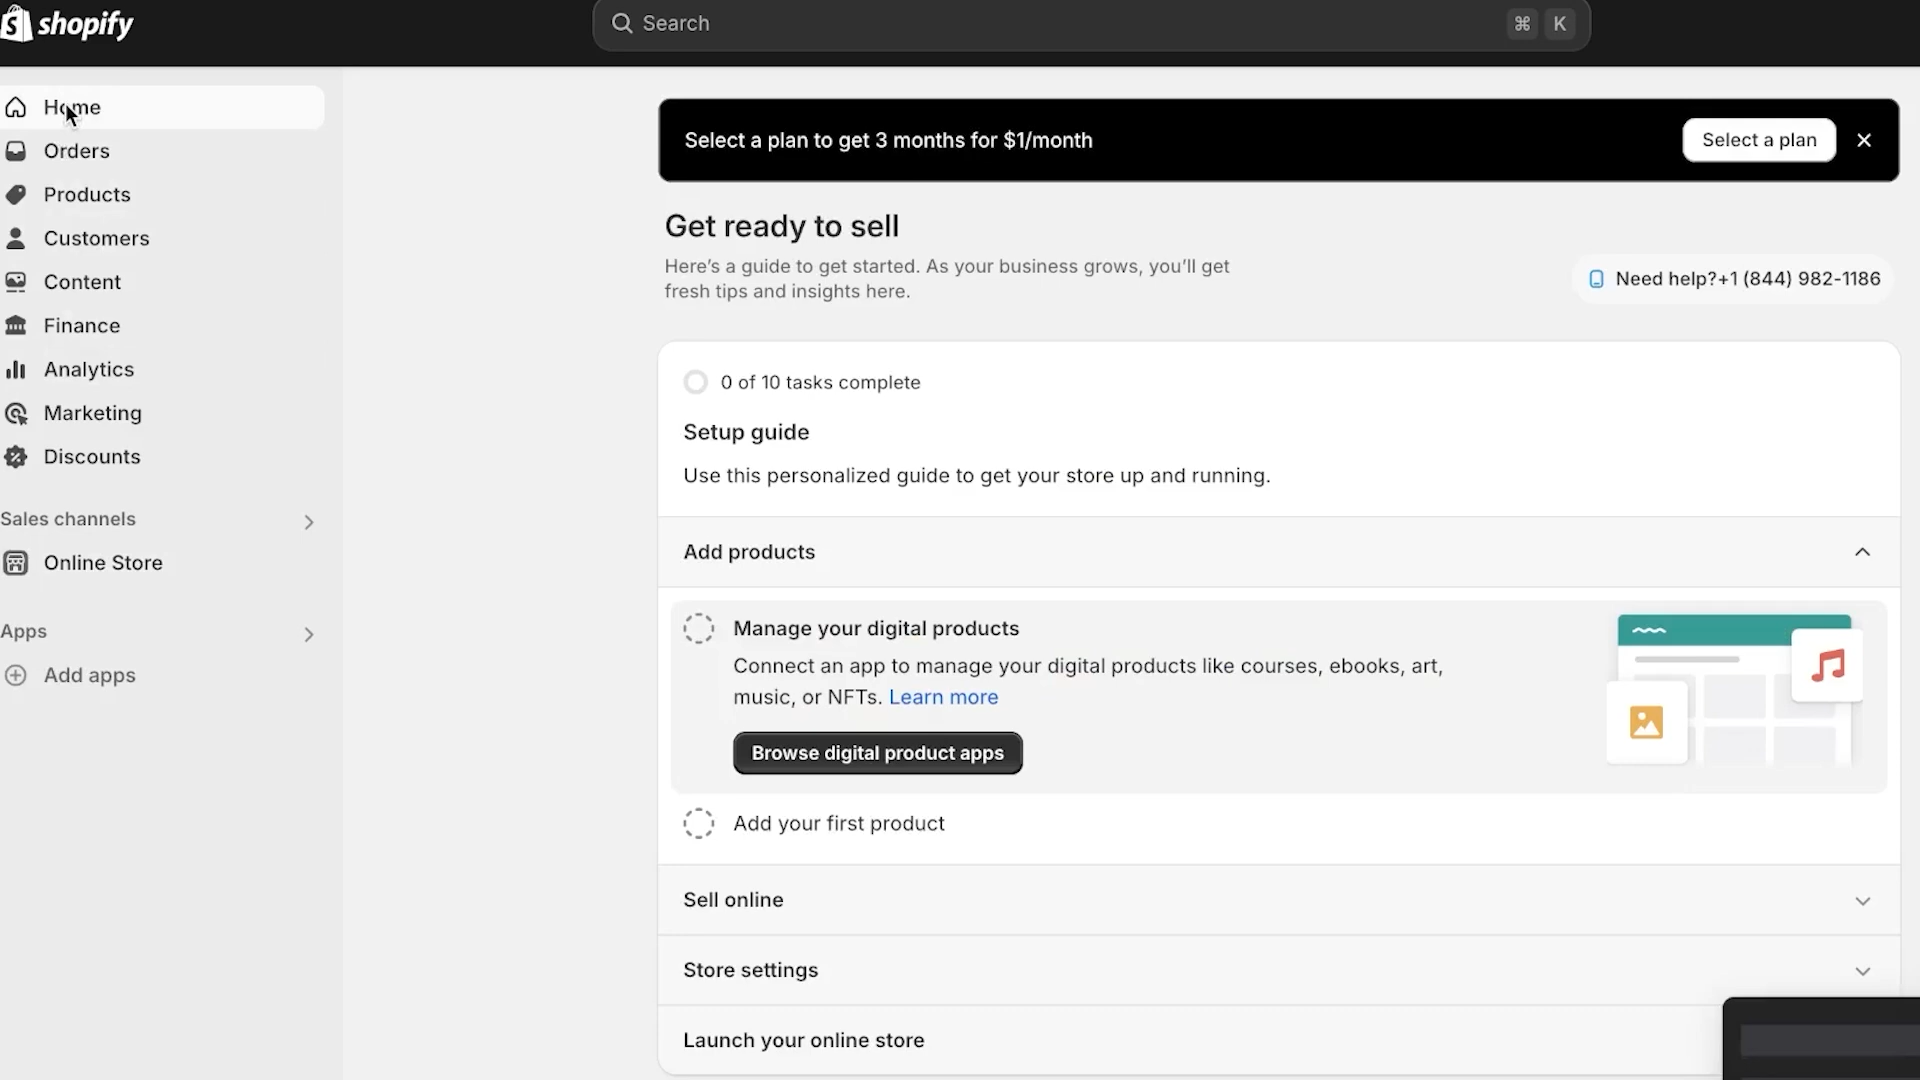 shopify
Search
⌘ K
Home
Orders
Products
Customers
Content
Finance
Analytics
Marketing
Discounts
Sales channels
Online Store
Apps
Add apps
Select a plan to get 3 months for $1/month
Select a plan
Get ready to sell
Here's a guide to get started. As your business grows, you'll get
fresh tips and insights here.
Need help?+1 (844) 982-1186
0 of 10 tasks complete
Setup guide
Use this personalized guide to get your store up and running.
Add products
Manage your digital products
Connect an app to manage your digital products like courses, ebooks, art,
music, or NFTs. Learn more
Browse digital product apps
Add your first product
Sell online
Store settings
Launch your online store